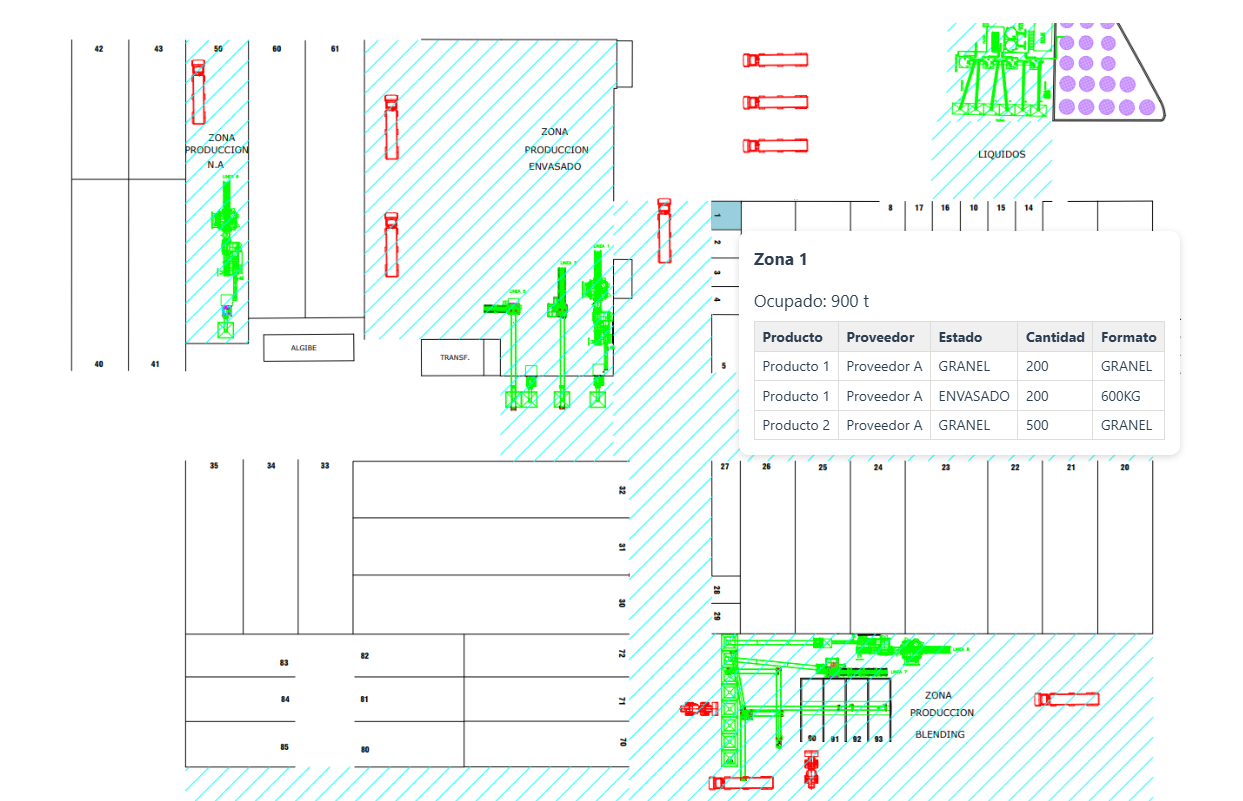 42
43
50
60
61
ZONA
PRODUCCION
N.A
ZONA
PRODUCCION
ENVASADO
LIQUIDOS
1
2
3
4
5
8
17
16
10
15
14
Zona 1
Ocupado: 900 t
Producto Proveedor Estado Cantidad Formato
Producto 1 Proveedor A GRANEL 200 GRANEL
Producto 1 Proveedor A ENVASADO 200 600KG
Producto 2 Proveedor A GRANEL 500 GRANEL
ALGIBE
TRANSF.
40
41
35
34
33
32
31
30
27
26
25
24
23
22
21
20
28
29
83
82
72
84
81
71
85
80
70
90
91
92
93
ZONA
PRODUCCION
BLENDING